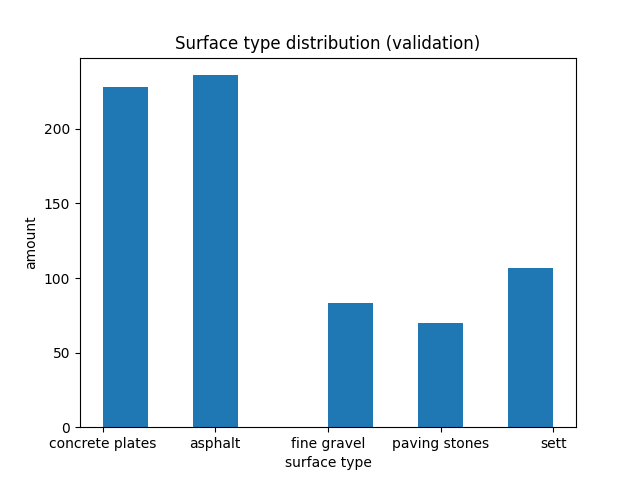 Surface type distribution (validation)
200
150
100
50
0
amount
concrete plates asphalt fine gravel paving stones sett
surface type